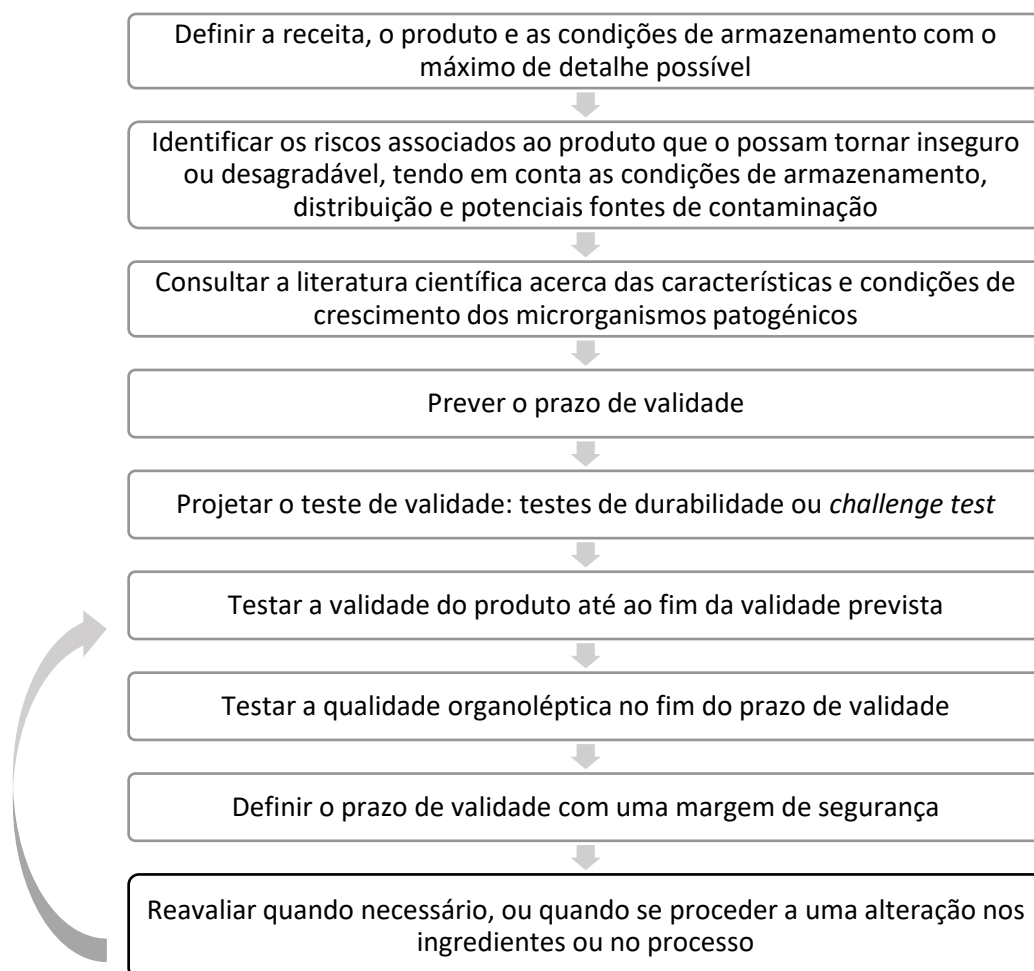 Definir a receita, o produto e as condições de armazenamento com o
máximo de detalhe possível
Identificar os riscos associados ao produto que o possam tornar inseguro
ou desagradável, tendo em conta as condições de armazenamento,
distribuição e potenciais fontes de contaminação
Consultar a literatura científica acerca das características e condições de
crescimento dos microrganismos patogénicos
Prever o prazo de validade
Projetar o teste de validade: testes de durabilidade ou challenge test
Testar a validade do produto até ao fim da validade prevista
Testar a qualidade organoléptica no fim do prazo de validade
Definir o prazo de validade com uma margem de segurança
Reavaliar quando necessário, ou quando se proceder a uma alteração nos
ingredientes ou no processo